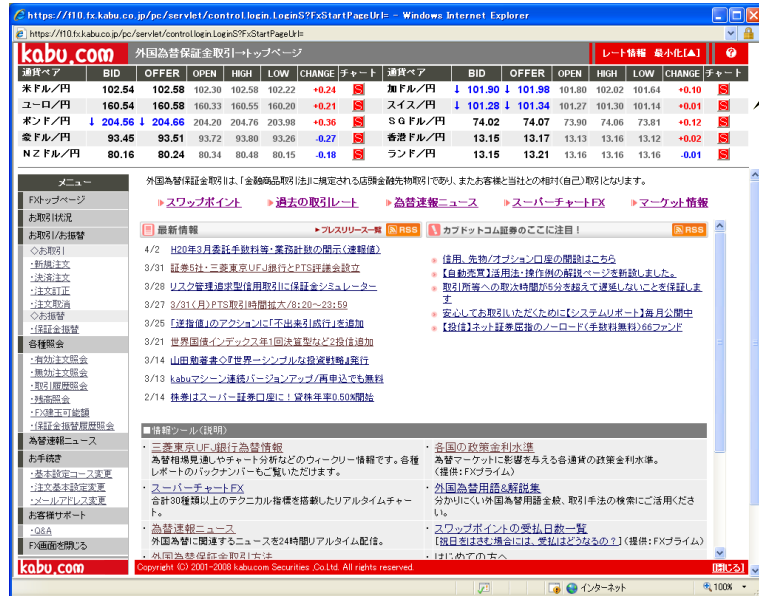 https://f10.fx.kabu.co.jp/pc/servlet/control.login.LoginS?FxStartPageUrl= - Windows Internet Explorer
https://f10.fx.kabu.co.jp/pc/servlet/control.login.LoginS?FxStartPageUrl=
kabu.com 外国為替保証金取引→トップページ レート情報 最小化[▲] ?
通貨ペア BID OFFER OPEN HIGH LOW CHANGE チャート 通貨ペア BID OFFER OPEN HIGH LOW CHANGE チャート
米ドル/円 102.54 102.58 102.30 102.58 102.22 +0.24 S 加ドル/円 ↓ 101.90 ↓ 101.98 101.80 102.02 101.64 +0.10 S
ユーロ/円 160.54 160.58 160.33 160.55 160.20 +0.21 S スイス/円 ↓ 101.28 ↓ 101.34 101.27 101.30 101.14 +0.01 S
ポンド/円 ↓ 204.56 ↓ 204.66 204.20 204.76 203.98 +0.36 S SGドル/円 74.02 74.07 73.90 74.06 73.81 +0.12 S
豪ドル/円 93.45 93.51 93.72 93.80 93.26 -0.27 S 香港ドル/円 13.15 13.17 13.13 13.16 13.12 +0.02 S
NZドル/円 80.16 80.24 80.34 80.48 80.15 -0.18 S ランド/円 13.15 13.21 13.16 13.16 13.16 -0.01 S
メニュー
FXトップページ
お取引状況
お取引/お振替
◇お取引
・新規注文
・決済注文
・注文訂正
・注文取消
◇お振替
・保証金振替
各種照会
・有効注文照会
・無効注文照会
・取引履歴照会
・残高照会
・FX建玉可能額
・保証金振替履歴照会
為替速報ニュース
お手続き
・基本設定コース変更
・注文基本設定変更
・メールアドレス変更
お客様サポート
・Q&A
FX画面を閉じる
外国為替保証金取引は、「金融商品取引法」に規定される店頭金融先物取引であり、またお客様と当社との相対(自己)取引となります。
スワップポイント 過去の取引レート 為替速報ニュース スーパーチャートFX マーケット情報
最新情報 ▶プレスリリース一覧 RSS カブドットコム証券のここに注目! RSS
4/2 H20年3月委託手数料等・業務計数の開示(速報値)
3/31 証券5社・三菱東京UFJ銀行とPTS評議会設立
3/28 リスク管理追求型信用取引に保証金シミュレーター
3/27 3/31(月)PTS取引時間拡大/8:20~23:59
3/25 「逆指値」のアクションに「不出来引成行」を追加
3/21 世界国債インデックス年1回決算型など2投信追加
3/14 山田勉著書◇『世界一シンプルな投資戦略』発行
3/13 kabuマシーン連続バージョンアップ/再申込でも無料
2/14 株券はスーパー証券口座に!貸株年率0.50%開始
信用、先物/オプション口座の開設はこちら
【自動売買】活用法・操作例の解説ページを新設しました。
取引所等への取次時間が5分を超えて遅延しないことを保証しま
す
安心してお取引いただくために【システムリポート】毎月公開中
【投信】ネット証券屈指のノーロード(手数料無料)66ファンド
■情報ツール(説明)
・三菱東京UFJ銀行為替情報
為替相場見通しやチャート分析などのウィークリー情報です。各種
レポートのバックナンバーもご覧いただけます。
・スーパーチャートFX
合計30種類以上のテクニカル指標を搭載したリアルタイムチャー
ト。
・為替速報ニュース
外国為替に関連するニュースを24時間リアルタイム配信。
・外国為替保証金取引方法
・各国の政策金利水準
為替マーケットに影響を与える各通貨の政策金利水準。
(提供:FXプライム)
・外国為替用語&解説集
分かりにくい外国為替用語全般、取引手法の検索にご活用くださ
い。
・スワップポイントの受払日数一覧
[祝日をはさむ場合には、受払はどうなるの?](提供:FXプライム)
・はじめての方へ
kabu.com Copyright (C) 2001-2008 kabu.com Securities ,Co.Ltd. All rights reserved. [閉じる]
インターネット 100%